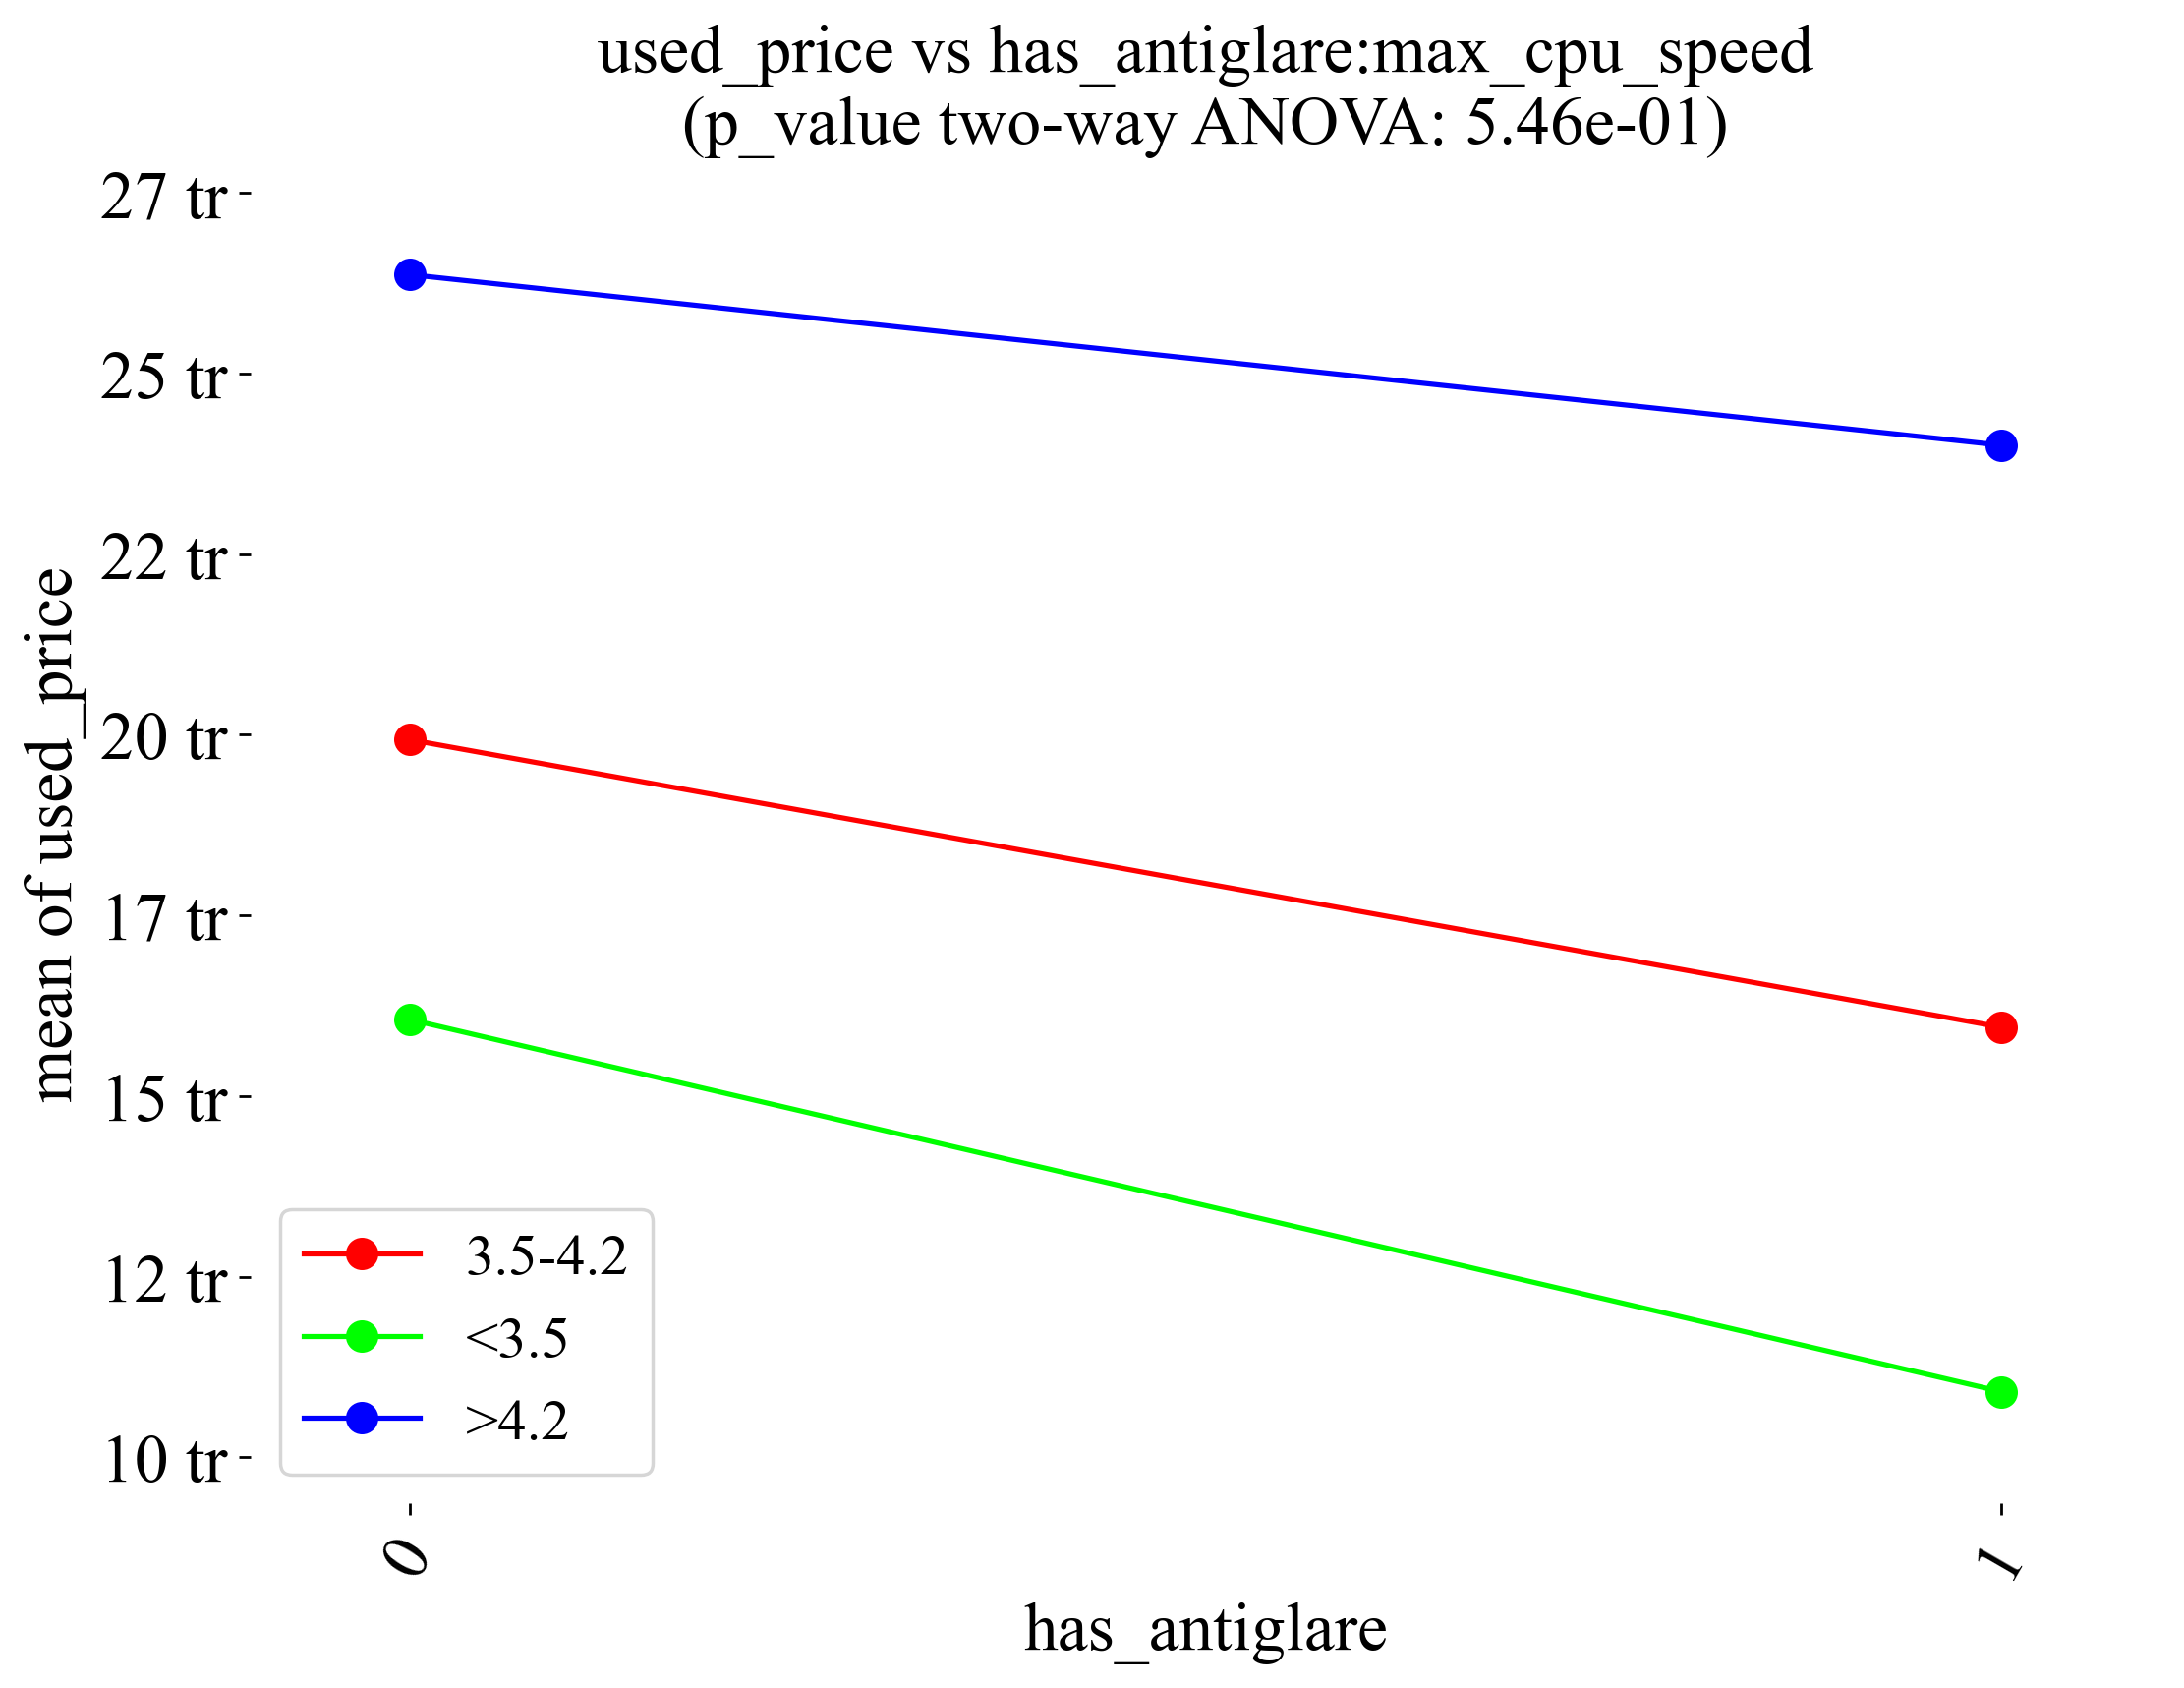 used_price vs has_antiglare:max_cpu_speed
(p_value two-way ANOVA: 5.46e-01)
27 tr
25 tr
22 tr
20 tr
17 tr
15 tr
12 tr
10 tr
mean of used_price
3.5-4.2
<3.5
>4.2
0
1
has_antiglare